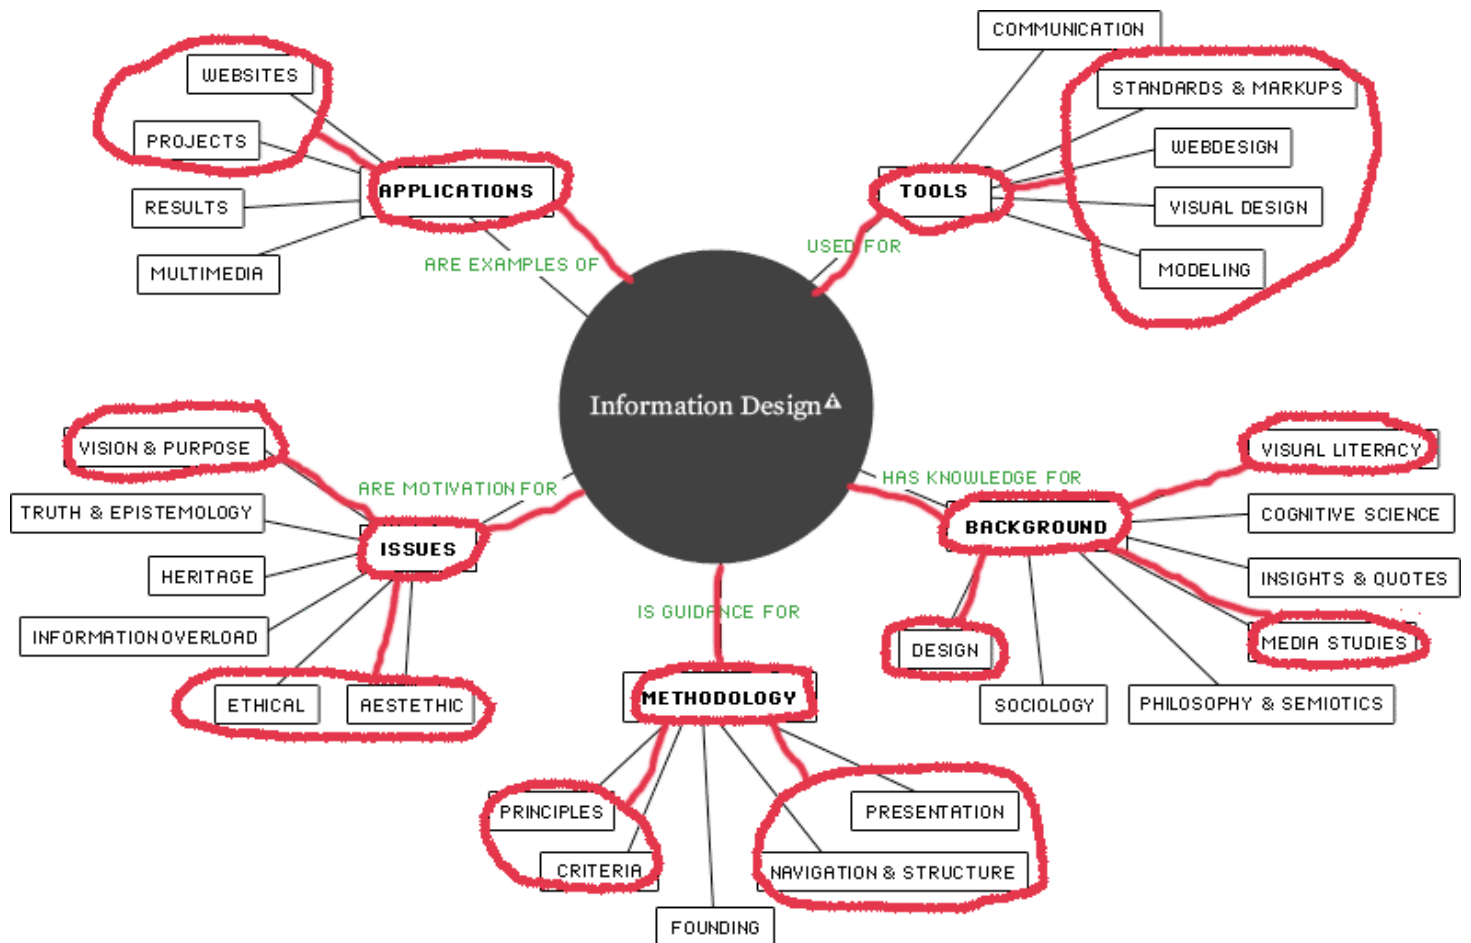 COMMUNICATION
WEBSITES
STANDARDS & MARKUPS
PROJECTS
WEBDESIGN
APPLICATIONS
TOOLS
RESULTS
VISUAL DESIGN
USED FOR
ARE EXAMPLES OF
MULTIMEDIA
MODELING
Information Design
VISION & PURPOSE
VISUAL LITERACY
ARE MOTIVATION FOR
HAS KNOWLEDGE FOR
TRUTH & EPISTEMOLOGY
COGNITIVE SCIENCE
ISSUES
BACKGROUND
HERITAGE
INSIGHTS & QUOTES
IS GUIDANCE FOR
INFORMATION OVERLOAD
DESIGN
MEDIA STUDIES
ETHICAL
AESTETHIC
METHODOLOGY
SOCIOLOGY
PHILOSOPHY & SEMIOTICS
PRINCIPLES
PRESENTATION
CRITERIA
NAVIGATION & STRUCTURE
FOUNDING